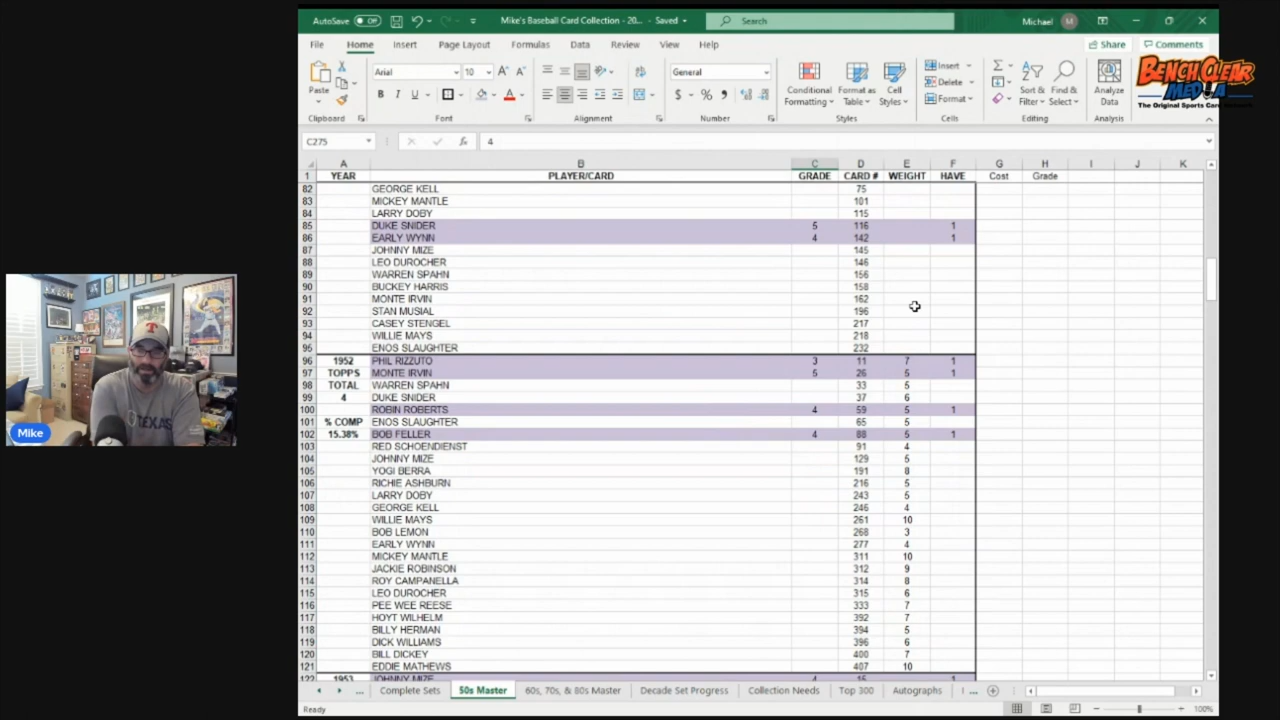 AutoSave Off Mike's Baseball Card Collection - 20... - Saved Search Michael M
File Home Insert Draw Page Layout Formulas Data Review View Help Share Comments
BENCH CLEAR
MEDIA
Paste Arial 10 General Conditional Formatting Format as Table Cell Styles Insert Delete Format Sort & Filter Find & Select Analyze Data
Clipboard Font Alignment Number Styles Cells Editing Analysis
C275 fx 4
A B C D E F G H I J K
1 YEAR PLAYER/CARD GRADE CARD # WEIGHT HAVE Cost Grade
82 GEORGE KELL 75
83 MICKEY MANTLE 101
84 LARRY DOBY 115
85 DUKE SNIDER 5 116 1
86 EARLY WYNN 4 142 1
87 JOHNNY MIZE 145
88 LEO DUROCHER 146
89 WARREN SPAHN 156
90 BUCKEY HARRIS 158
91 MONTE IRVIN 162
92 STAN MUSIAL 196
93 CASEY STENGEL 217
94 WILLIE MAYS 218
95 ENOS SLAUGHTER 232
96 1952 PHIL RIZZUTO 3 11 7 1
97 TOPPS MONTE IRVIN 5 26 5 1
98 TOTAL WARREN SPAHN 33 5
99 4 DUKE SNIDER 37 6
100 ROBIN ROBERTS 4 59 5 1
101 % COMP ENOS SLAUGHTER 65 5
102 15.38% BOB FELLER 4 88 5 1
103 RED SCHOENDIENST 91 4
104 JOHNNY MIZE 129 5
105 YOGI BERRA 191 8
106 RICHIE ASHBURN 216 5
107 LARRY DOBY 243 5
108 GEORGE KELL 246 4
109 WILLIE MAYS 261 10
110 BOB LEMON 268 3
111 EARLY WYNN 277 4
112 MICKEY MANTLE 311 10
113 JACKIE ROBINSON 312 9
114 ROY CAMPANELLA 314 8
115 LEO DUROCHER 315 6
116 PEE WEE REESE 333 7
117 HOYT WILHELM 392 7
118 BILLY HERMAN 394 5
119 DICK WILLIAMS 396 6
120 BILL DICKEY 400 7
121 EDDIE MATHEWS 407 10
122 1953 JOHNNY MIZE 4 15 1
... Complete Sets 50s Master 60s, 70s, & 80s Master Decade Set Progress Collection Needs Top 300 Autographs ...
Ready 100%
TEXAS
Mike